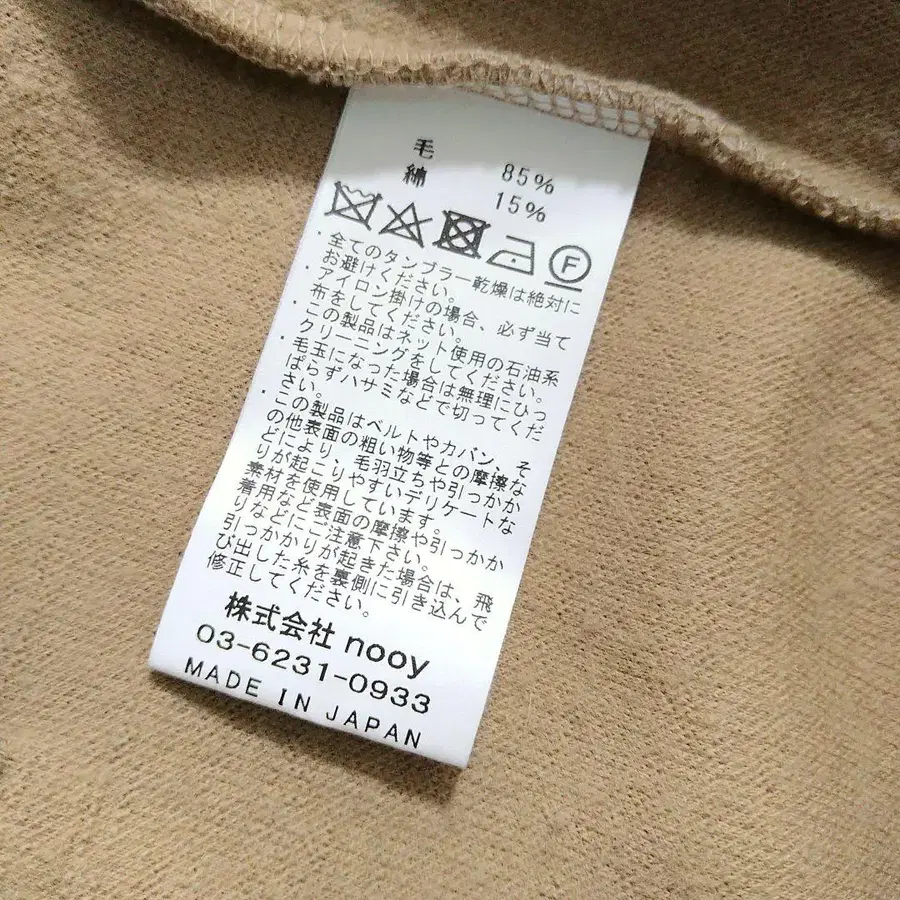 毛 85%
綿 15%
F
・全てのタンブラー乾燥は絶対に
お避けください。
・アイロン掛けの場合、必ず当て
布をしてください。
・この製品はネット使用の石油系
クリーニングをしてください。
・毛玉になった場合は無理にひっ
ぱらずハサミなどで切ってくだ
さい。
・この製品はベルトやカバン、そ
の他表面の粗い物等との摩擦な
どにより、毛羽立ちや引っかか
りが起こりやすいデリケートな
素材を使用しています。
着用など表面の摩擦や引っかか
りなどにご注意下さい。
引っかかりが起きた場合は、飛
び出した糸を裏側に引き込んで
修正してください。
株式会社 nooy
03-6231-0933
MADE IN JAPAN